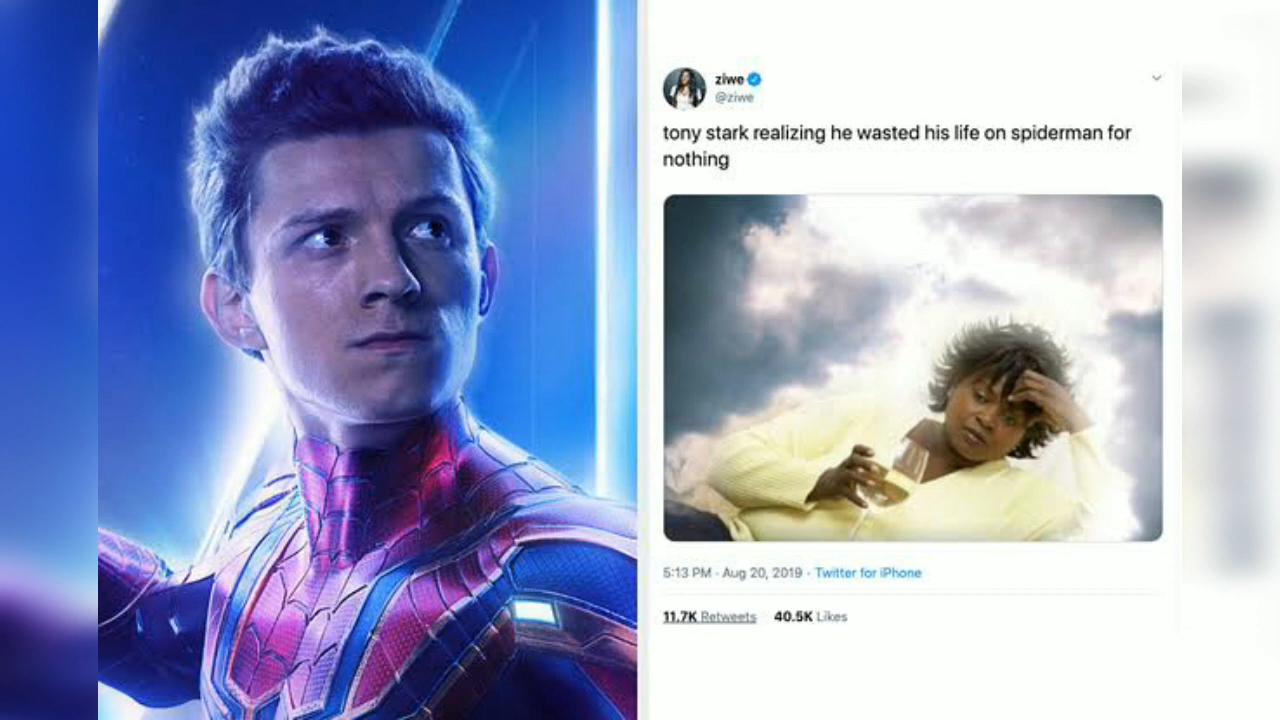 ziwe
@ziwe
tony stark realizing he wasted his life on spiderman for
nothing
5:13 PM · Aug 20, 2019 · Twitter for iPhone
11.7K Retweets 40.5K Likes